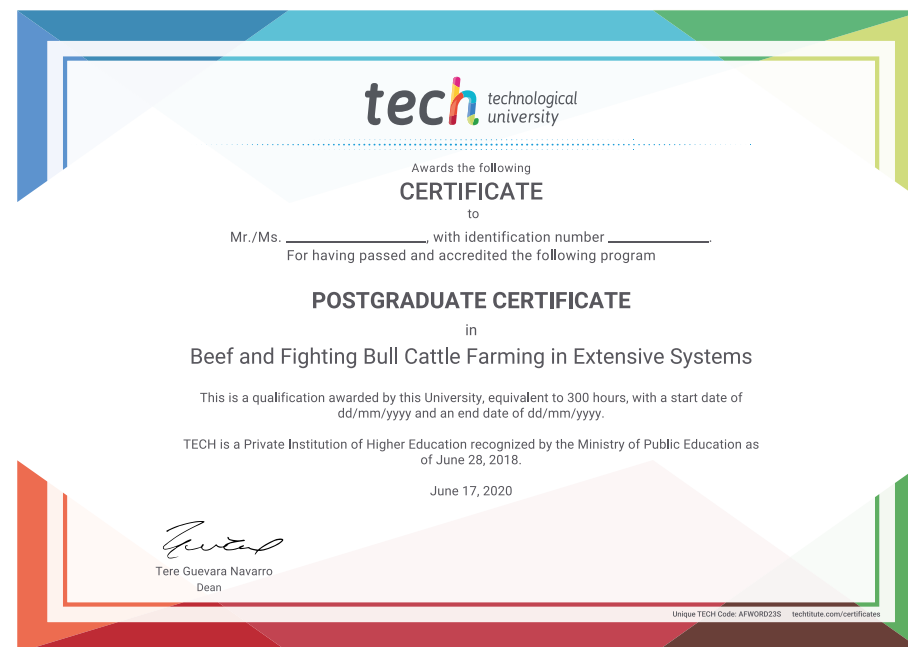 tech technological
university
Awards the following
CERTIFICATE
to
Mr./Ms. ____________________, with identification number ______________.
For having passed and accredited the following program
POSTGRADUATE CERTIFICATE
in
Beef and Fighting Bull Cattle Farming in Extensive Systems
This is a qualification awarded by this University, equivalent to 300 hours, with a start date of
dd/mm/yyyy and an end date of dd/mm/yyyy.
TECH is a Private Institution of Higher Education recognized by the Ministry of Public Education as
of June 28, 2018.
June 17, 2020
Tere Guevara Navarro
Dean
Unique TECH Code: AFWORD23S techtitute.com/certificates